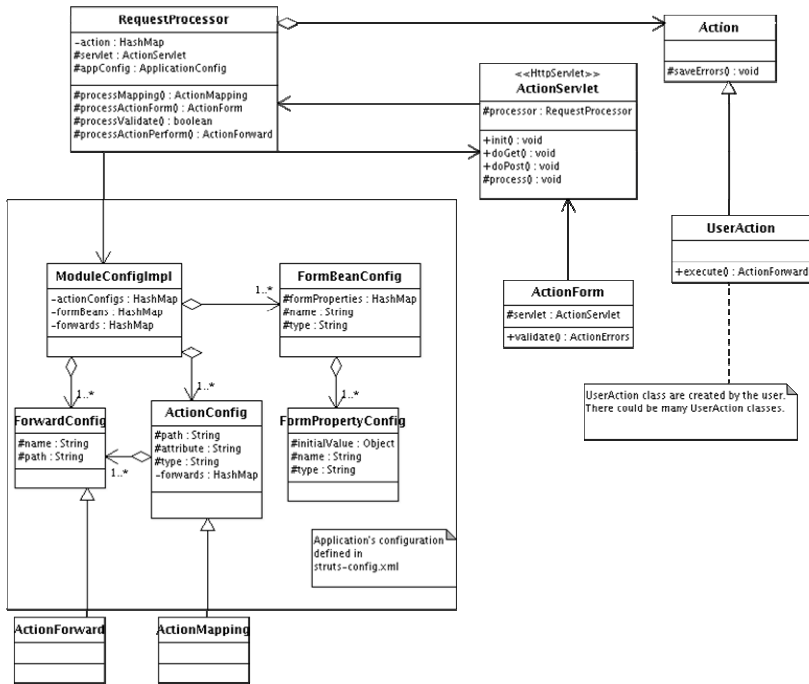 RequestProcessor
-action : HashMap
#servlet : ActionServlet
#appConfig : ApplicationConfig
#processMapping() : ActionMapping
#processActionForm() : ActionForm
#processValidate() : boolean
#processActionPerform() : ActionForward
Action
#saveErrors() : void
<<HttpServlet>>
ActionServlet
#processor : RequestProcessor
+init() : void
+doGet() : void
+doPost() : void
#process() : void
UserAction
+execute() : ActionForward
ModuleConfigImpl
-actionConfigs : HashMap
-formBeans : HashMap
-forwards : HashMap
1..*
FormBeanConfig
#formProperties : HashMap
#name : String
#type : String
ActionForm
#servlet : ActionServlet
+validate() : ActionErrors
UserAction class are created by the user.
There could be many UserAction classes.
1..*
1..*
1..*
ForwardConfig
#name : String
#path : String
1..*
ActionConfig
#path : String
#attribute : String
#type : String
-forwards : HashMap
FormPropertyConfig
#initialValue : Object
#name : String
#type : String
Application's configuration
defined in
struts-config.xml
ActionForward
ActionMapping